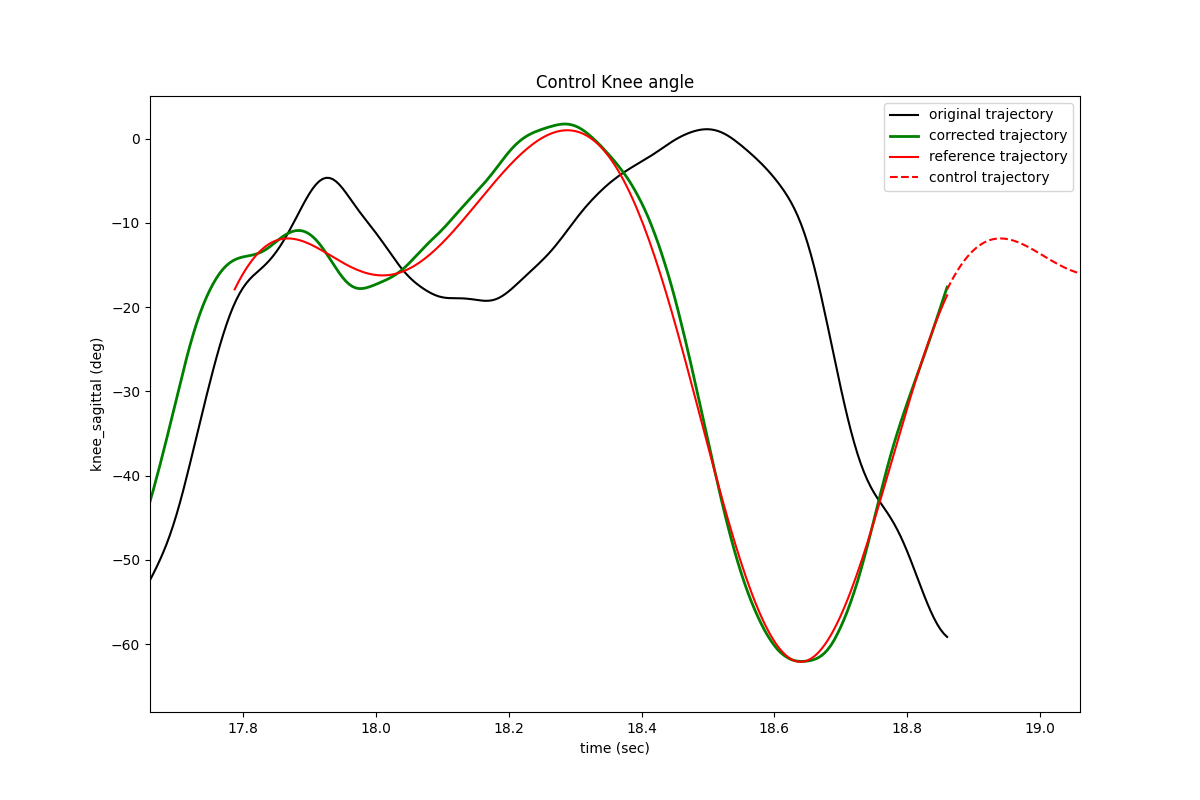 Control Knee angle
original trajectory
corrected trajectory
reference trajectory
control trajectory
knee_sagittal (deg)
0
−10
−20
−30
−40
−50
−60
17.8 18.0 18.2 18.4 18.6 18.8 19.0
time (sec)